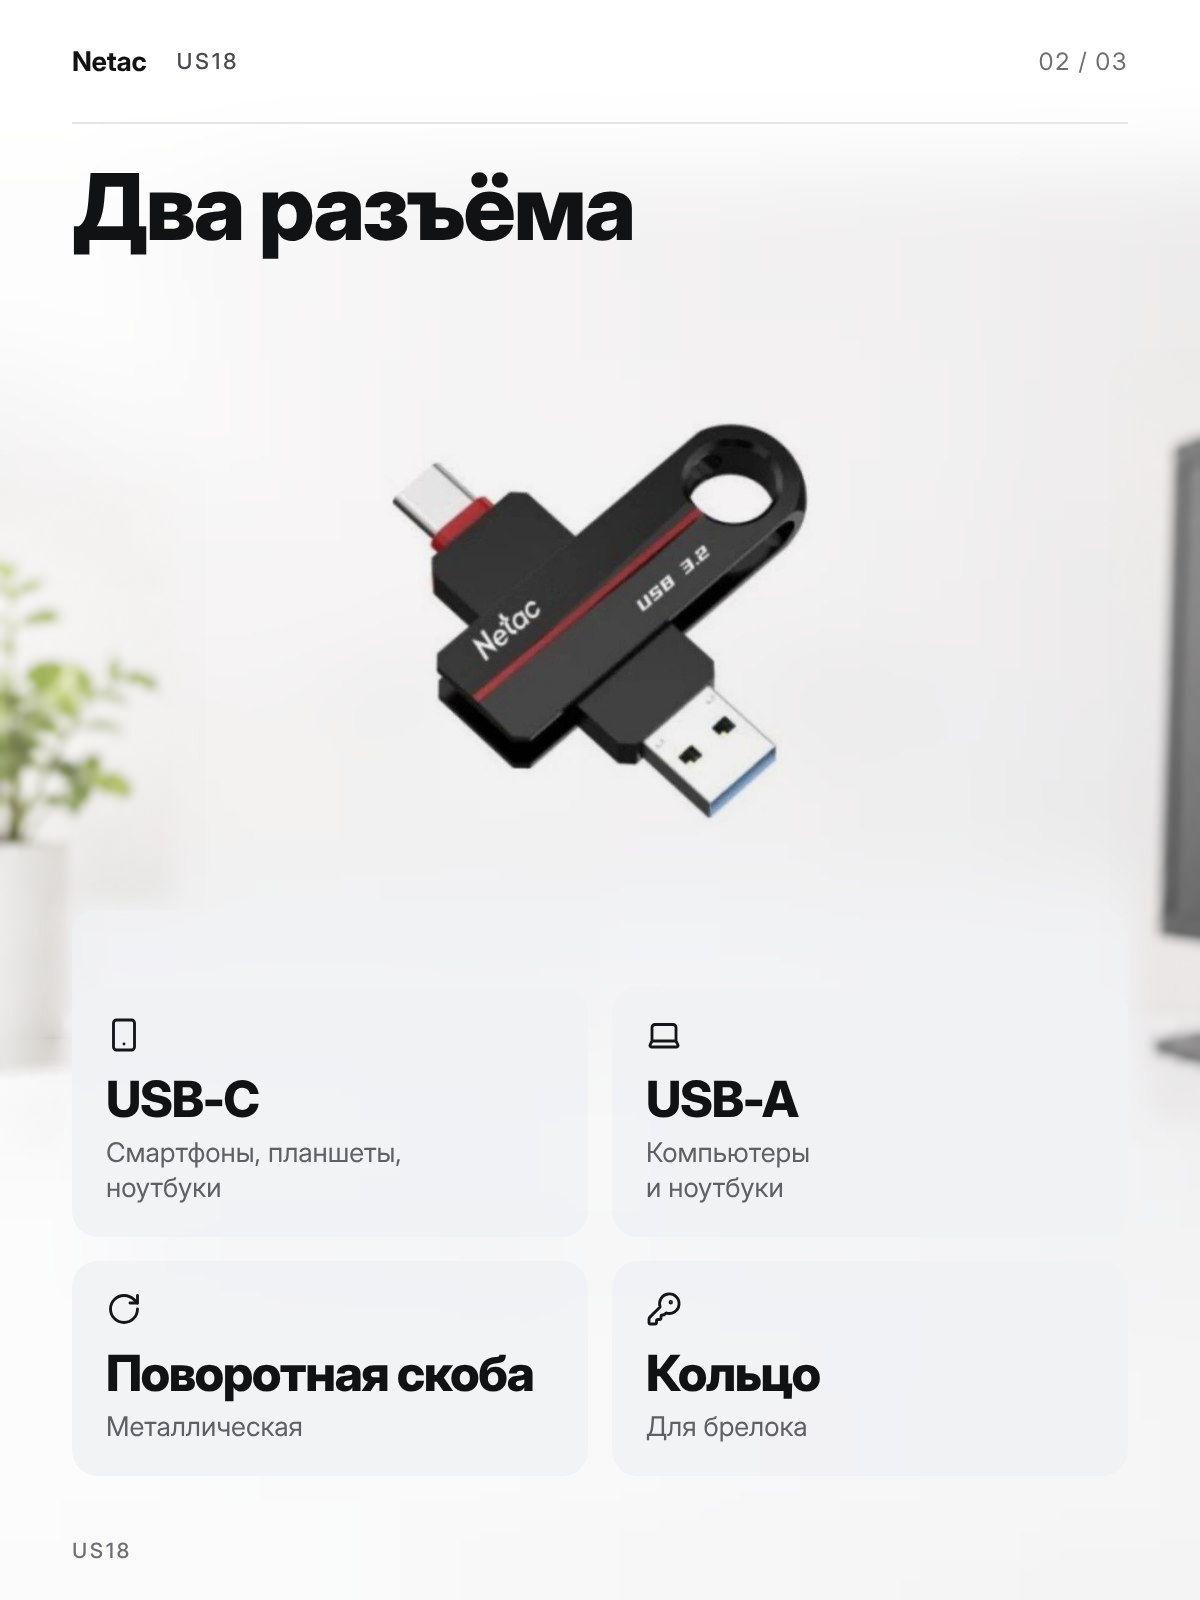 Netac US18 02 / 03
Два разъёма
Netac
USB 3.2
USB-C
Смартфоны, планшеты,
ноутбуки
USB-A
Компьютеры
и ноутбуки
Поворотная скоба
Металлическая
Кольцо
Для брелока
US18